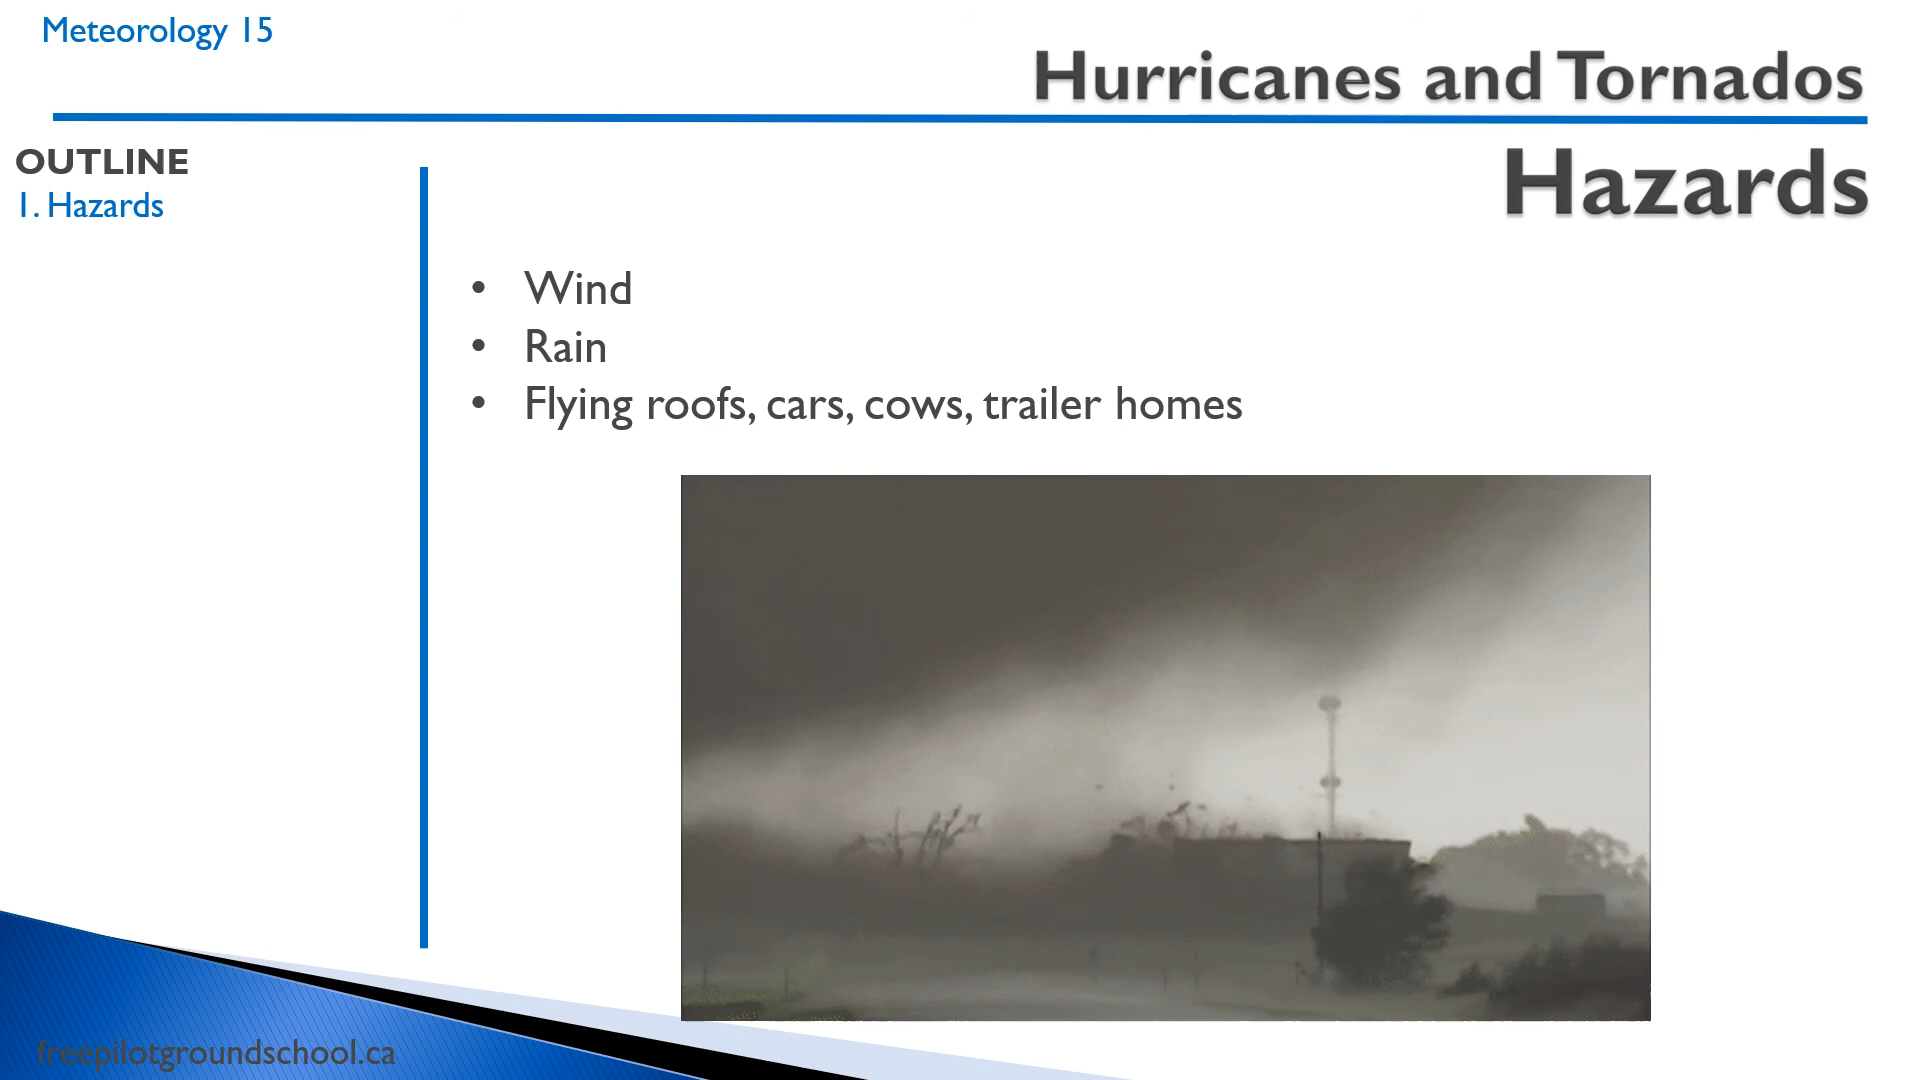 Meteorology 15
Hurricanes and Tornados
OUTLINE
1. Hazards
Hazards
• Wind
• Rain
• Flying roofs, cars, cows, trailer homes
freepilotgroundschool.ca